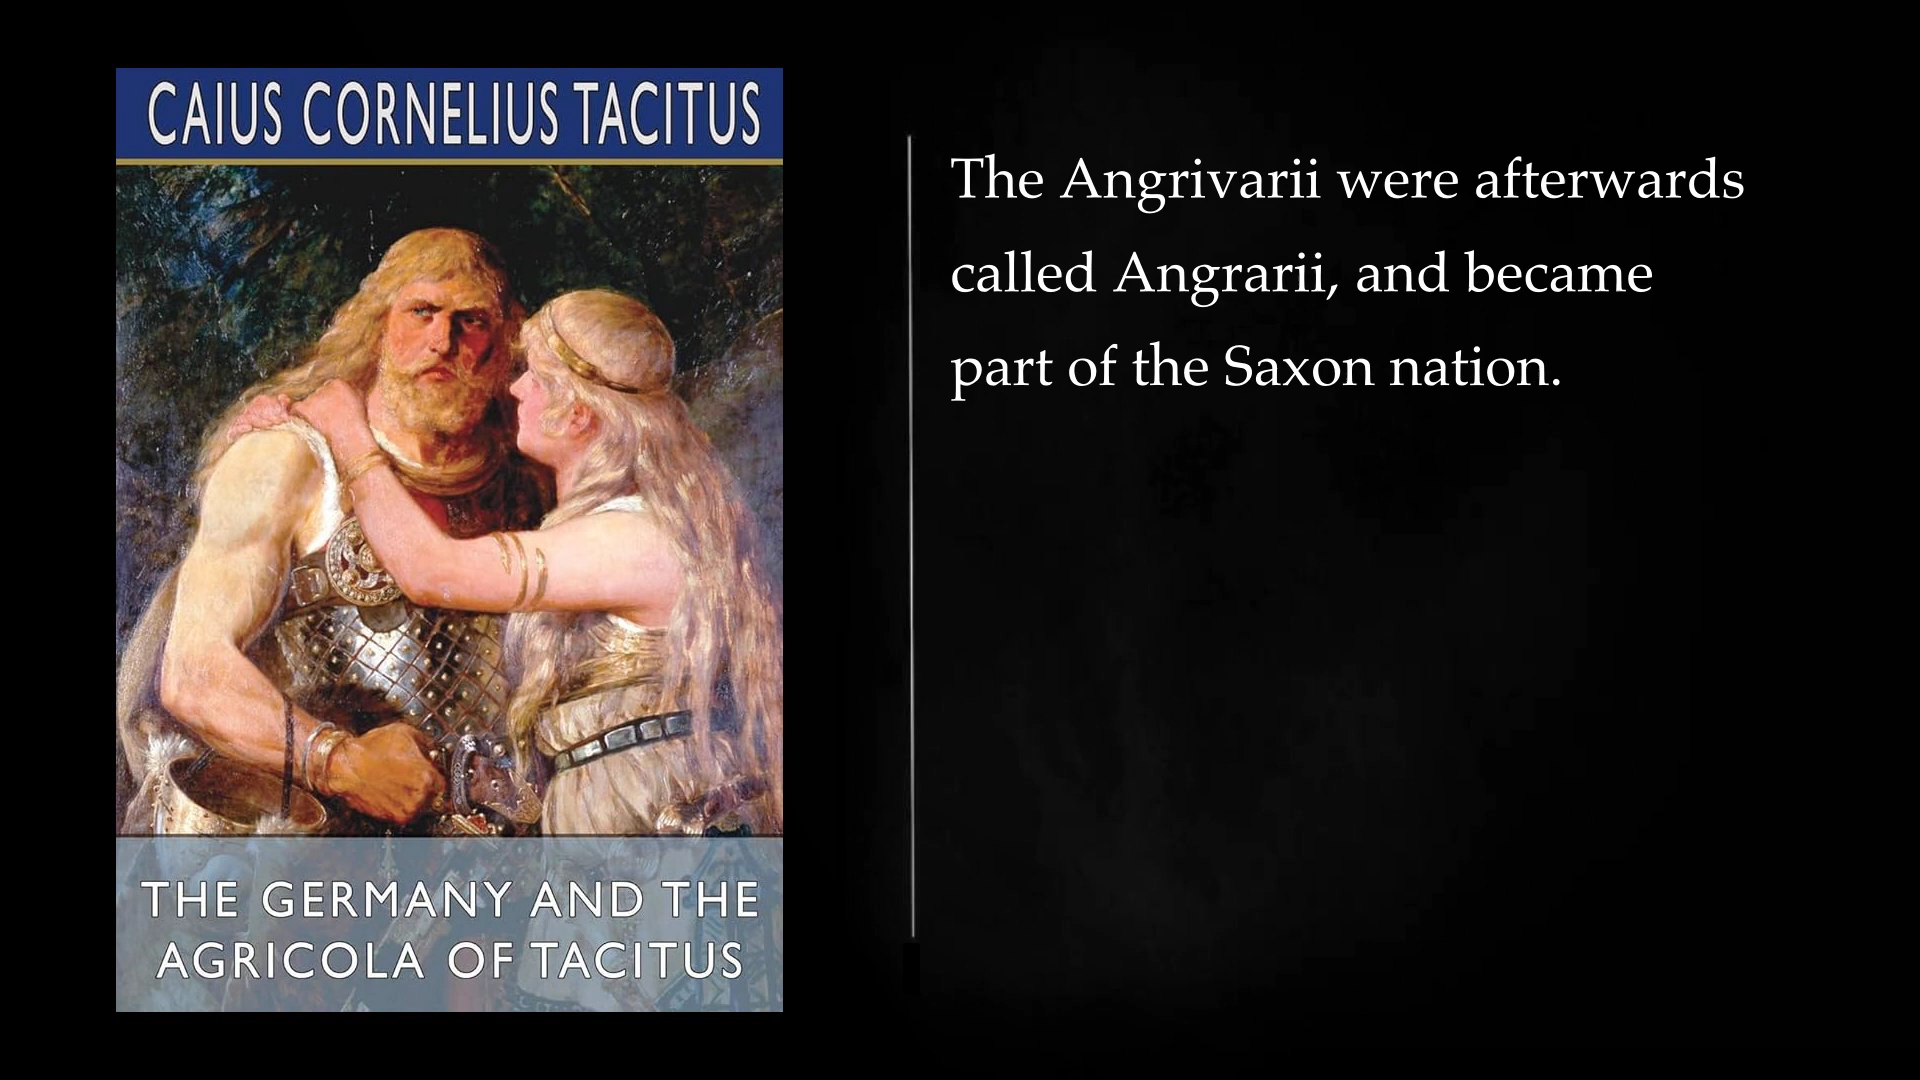 CAIUS CORNELIUS TACITUS
THE GERMANY AND THE
AGRICOLA OF TACITUS
The Angrivarii were afterwards
called Angrarii, and became
part of the Saxon nation.